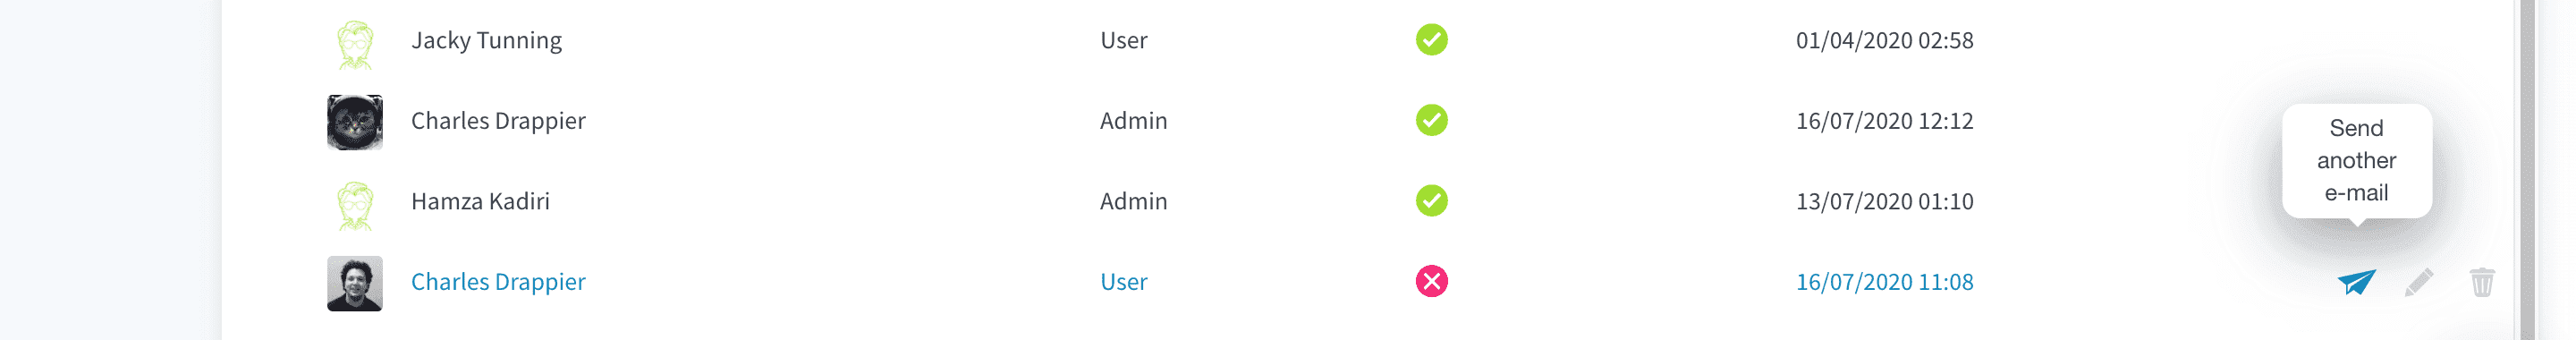 Jacky Tunning User 01/04/2020 02:58
Charles Drappier Admin 16/07/2020 12:12
Send
another
e-mail
Hamza Kadiri Admin 13/07/2020 01:10
Charles Drappier User 16/07/2020 11:08